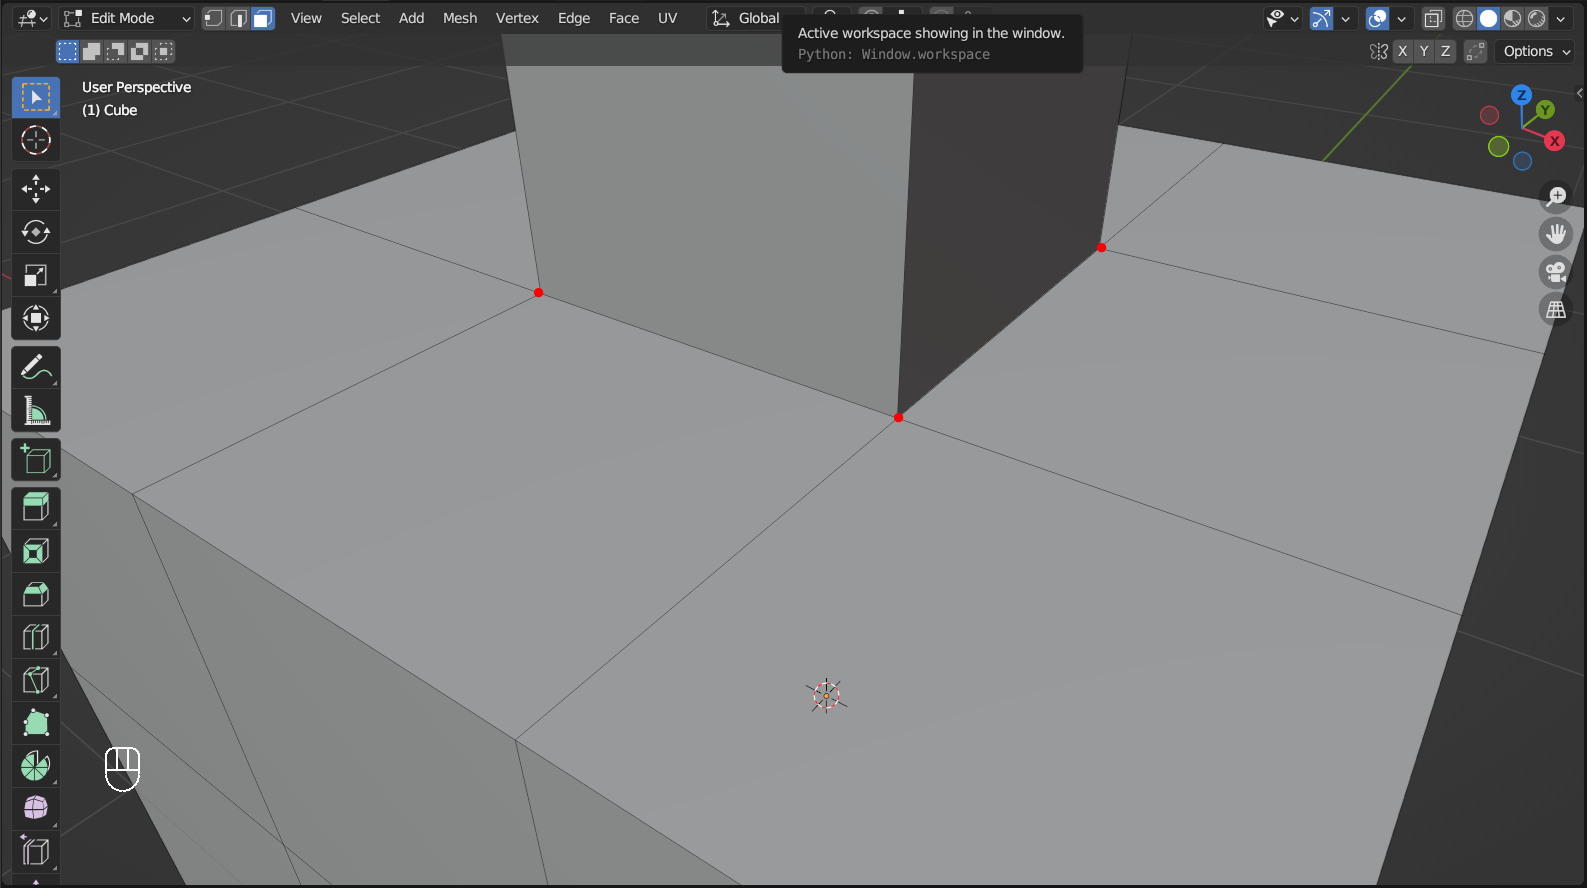 Edit Mode
View
Select
Add
Mesh
Vertex
Edge
Face
UV
Global
Active workspace showing in the window.
Python: Window.workspace
X
Y
Z
Options
User Perspective
(1) Cube
Z
Y
X